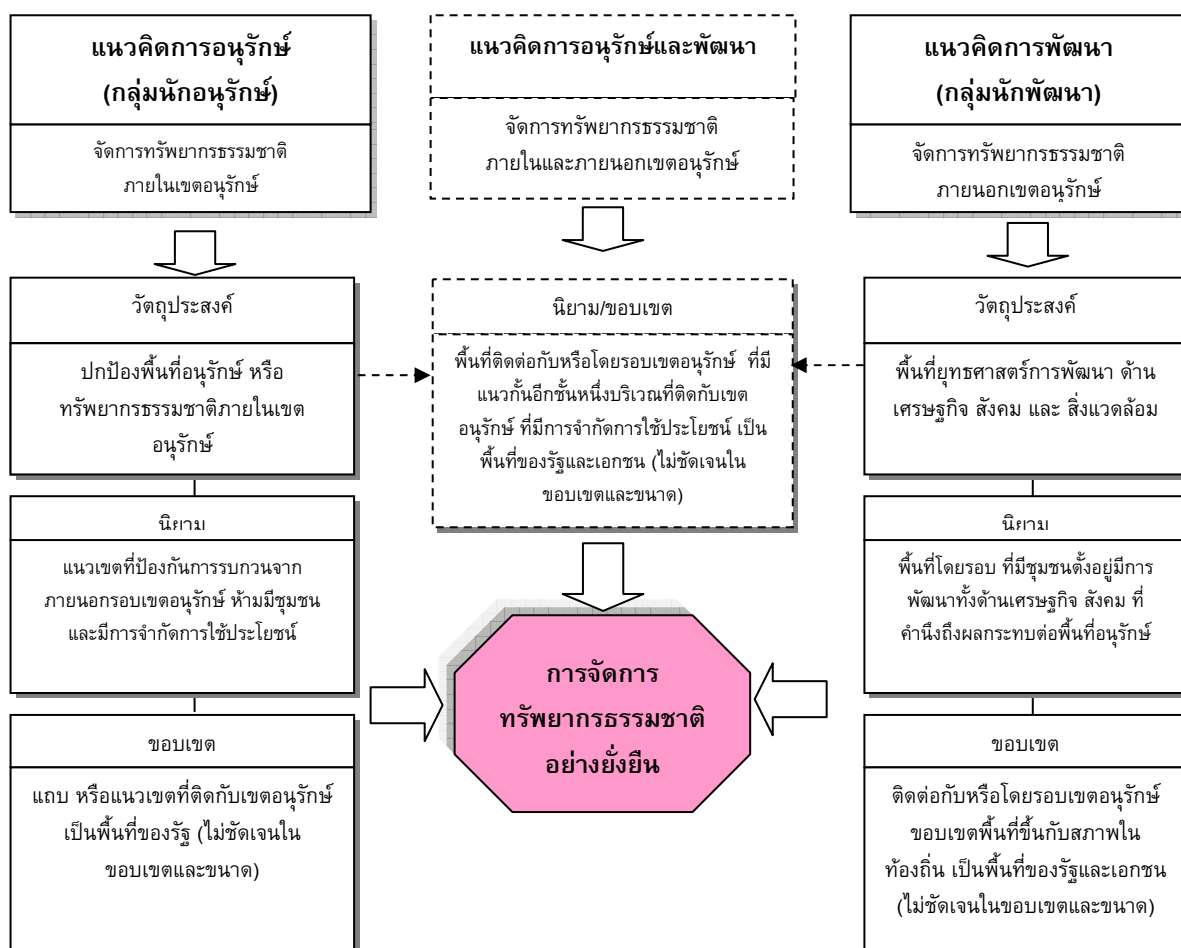 แนวคิดการอนุรักษ์
(กลุ่มนักอนุรักษ์)
จัดการทรัพยากรธรรมชาติ
ภายในเขตอนุรักษ์
วัตถุประสงค์
ปกป้องพื้นที่อนุรักษ์ หรือ
ทรัพยากรธรรมชาติภายในเขต
อนุรักษ์
นิยาม
แนวเขตที่ป้องกันการรบกวนจาก
ภายนอกรอบเขตอนุรักษ์ ห้ามมีชุมชน
และมีการจำกัดการใช้ประโยชน์
ขอบเขต
แถบ หรือแนวเขตที่ติดกับเขตอนุรักษ์
เป็นพื้นที่ของรัฐ (ไม่ชัดเจนใน
ขอบเขตและขนาด)
แนวคิดการอนุรักษ์และพัฒนา
จัดการทรัพยากรธรรมชาติ
ภายในและภายนอกเขตอนุรักษ์
นิยาม/ขอบเขต
พื้นที่ติดต่อกับหรือโดยรอบเขตอนุรักษ์ ที่มี
แนวกั้นอีกชั้นหนึ่งบริเวณที่ติดกับเขต
อนุรักษ์ ที่มีการจำกัดการใช้ประโยชน์ เป็น
พื้นที่ของรัฐและเอกชน (ไม่ชัดเจนใน
ขอบเขตและขนาด)
การจัดการ
ทรัพยากรธรรมชาติ
อย่างยั่งยืน
แนวคิดการพัฒนา
(กลุ่มนักพัฒนา)
จัดการทรัพยากรธรรมชาติ
ภายนอกเขตอนุรักษ์
วัตถุประสงค์
พื้นที่ยุทธศาสตร์การพัฒนา ด้าน
เศรษฐกิจ สังคม และ สิ่งแวดล้อม
นิยาม
พื้นที่โดยรอบ ที่มีชุมชนตั้งอยู่มีการ
พัฒนาทั้งด้านเศรษฐกิจ สังคม ที่
คำนึงถึงผลกระทบต่อพื้นที่อนุรักษ์
ขอบเขต
ติดต่อกับหรือโดยรอบเขตอนุรักษ์
ขอบเขตพื้นที่ขึ้นกับสภาพใน
ท้องถิ่น เป็นพื้นที่ของรัฐและเอกชน
(ไม่ชัดเจนในขอบเขตและขนาด)